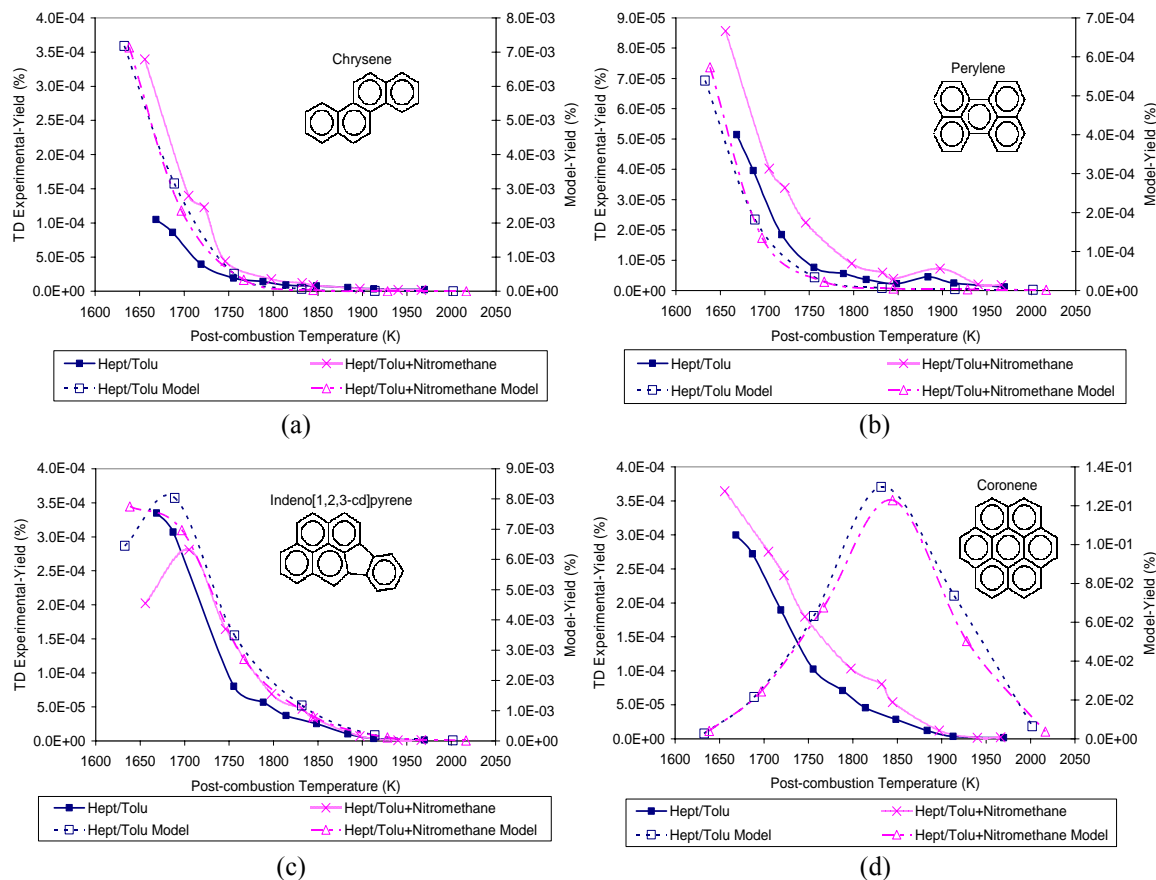 4.0E-04
3.5E-04
3.0E-04
2.5E-04
2.0E-04
1.5E-04
1.0E-04
5.0E-05
0.0E+00
TD Experimental-Yield (%)
8.0E-03
7.0E-03
6.0E-03
5.0E-03
4.0E-03
3.0E-03
2.0E-03
1.0E-03
0.0E+00
Model-Yield (%)
Chrysene
1600 1650 1700 1750 1800 1850 1900 1950 2000 2050
Post-combustion Temperature (K)
Hept/Tolu Hept/Tolu+Nitromethane
Hept/Tolu Model Hept/Tolu+Nitromethane Model
(a)
9.0E-05
8.0E-05
7.0E-05
6.0E-05
5.0E-05
4.0E-05
3.0E-05
2.0E-05
1.0E-05
0.0E+00
TD Experimental-Yield (%)
7.0E-04
6.0E-04
5.0E-04
4.0E-04
3.0E-04
2.0E-04
1.0E-04
0.0E+00
Model-Yield (%)
Perylene
1600 1650 1700 1750 1800 1850 1900 1950 2000 2050
Post-combustion Temperature (K)
Hept/Tolu Hept/Tolu+Nitromethane
Hept/Tolu Model Hept/Tolu+Nitromethane Model
(b)
4.0E-04
3.5E-04
3.0E-04
2.5E-04
2.0E-04
1.5E-04
1.0E-04
5.0E-05
0.0E+00
TD Experimental-Yield (%)
9.0E-03
8.0E-03
7.0E-03
6.0E-03
5.0E-03
4.0E-03
3.0E-03
2.0E-03
1.0E-03
0.0E+00
Model-Yield (%)
Indeno[1,2,3-cd]pyrene
1600 1650 1700 1750 1800 1850 1900 1950 2000 2050
Post-combustion Temperature (K)
Hept/Tolu Hept/Tolu+Nitromethane
Hept/Tolu Model Hept/Tolu+Nitromethane Model
(c)
4.0E-04
3.5E-04
3.0E-04
2.5E-04
2.0E-04
1.5E-04
1.0E-04
5.0E-05
0.0E+00
TD Experimental-Yield (%)
1.4E-01
1.2E-01
1.0E-01
8.0E-02
6.0E-02
4.0E-02
2.0E-02
0.0E+00
Model-Yield (%)
Coronene
1600 1650 1700 1750 1800 1850 1900 1950 2000 2050
Post-combustion Temperature (K)
Hept/Tolu Hept/Tolu+Nitromethane
Hept/Tolu Model Hept/Tolu+Nitromethane Model
(d)